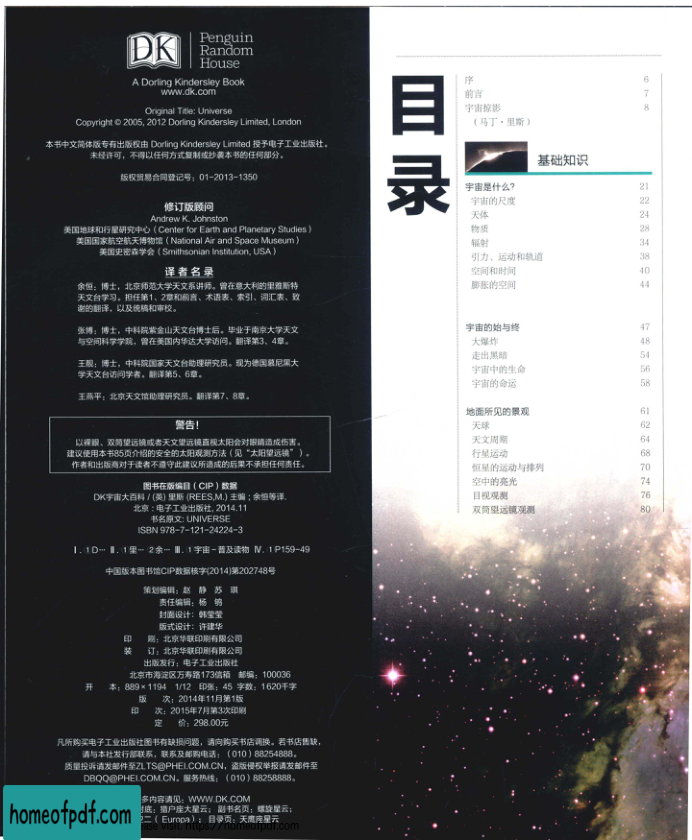 DK
Penguin
Random
House
A Dorling Kindersley Book
www.dk.com
Original Title: Universe
Copyright © 2005, 2012 Dorling Kindersley Limited, London
本书中文简体版专有出版权由 Dorling Kindersley Limited 授予电子工业出版社。
未经许可，不得以任何方式复制或抄袭本书的任何部分。
版权贸易合同登记号：01-2013-1350
修订版顾问
Andrew K. Johnston
美国地球和行星研究中心（Center for Earth and Planetary Studies）
美国国家航空航天博物馆（National Air and Space Museum）
美国史密森学会（Smithsonian Institution, USA）
译者名录
余恒：博士，北京师范大学天文系讲师。曾在意大利的里雅斯特
天文台学习。担任第1、2章和前言、术语表、索引、词汇表、致
谢的翻译，以及统稿和审校。
张博：博士，中科院紫金山天文台博士后。毕业于南京大学天文
与空间科学学院，曾在美国内华达大学访问。翻译第3、4章。
王靓：博士，中科院国家天文台助理研究员。现为德国慕尼黑大
学天文台访问学者。翻译第5、6章。
王燕平：北京天文馆助理研究员。翻译第7、8章。
警告！
以裸眼、双筒望远镜或者天文望远镜直视太阳会对眼睛造成伤害。
建议使用本书85页介绍的安全的太阳观测方法（见“太阳望远镜”）。
作者和出版商对于读者不遵守此建议所造成的后果不承担任何责任。
图书在版编目（CIP）数据
DK宇宙大百科 / (英) 里斯 (REES,M.) 主编；余恒等译.
北京：电子工业出版社, 2014.11
书名原文: UNIVERSE
ISBN 978-7-121-24224-3
Ⅰ. 1 D… Ⅱ. 1 里… 2 余… Ⅲ. 1 宇宙－普及读物 Ⅳ. 1 P159-49
中国版本图书馆CIP数据核字(2014)第202748号
策划编辑：赵 静 苏 琪
责任编辑：杨 鸲
封面设计：韩莹莹
版式设计：许建华
印 刷：北京华联印刷有限公司
装 订：北京华联印刷有限公司
出版发行：电子工业出版社
北京市海淀区万寿路173信箱 邮编：100036
开 本：889×1194 1/12 印张：45 字数：1620千字
版 次：2014年11月第1版
印 次：2015年7月第3次印刷
定 价：298.00元
凡所购买电子工业出版社图书有缺损问题，请向购买书店调换。若书店售缺，
请与本社发行部联系，联系及邮购电话：（010）88254888。
质量投诉请发邮件至ZLTS@PHEI.COM.CN，盗版侵权举报请发邮件至
DBQQ@PHEI.COM.CN。服务热线：（010）88258888。
多内容请见：WWW.DK.COM
封底：猎户座大星云； 副书名页：螺旋星云；
卫二（Europa）； 目录页：天鹰座星云
visit: https://homeofpdf.com
homeofpdf.com
目录
序 6
前言 7
宇宙掠影 8
（马丁·里斯）
基础知识
宇宙是什么? 21
宇宙的尺度 22
天体 24
物质 28
辐射 34
引力、运动和轨道 38
空间和时间 40
膨胀的空间 44
宇宙的始与终 47
大爆炸 48
走出黑暗 54
宇宙中的生命 56
宇宙的命运 58
地面所见的景观 61
天球 62
天文周期 64
行星运动 68
恒星的运动与排列 70
空中的亮光 74
目视观测 76
双筒望远镜观测 80